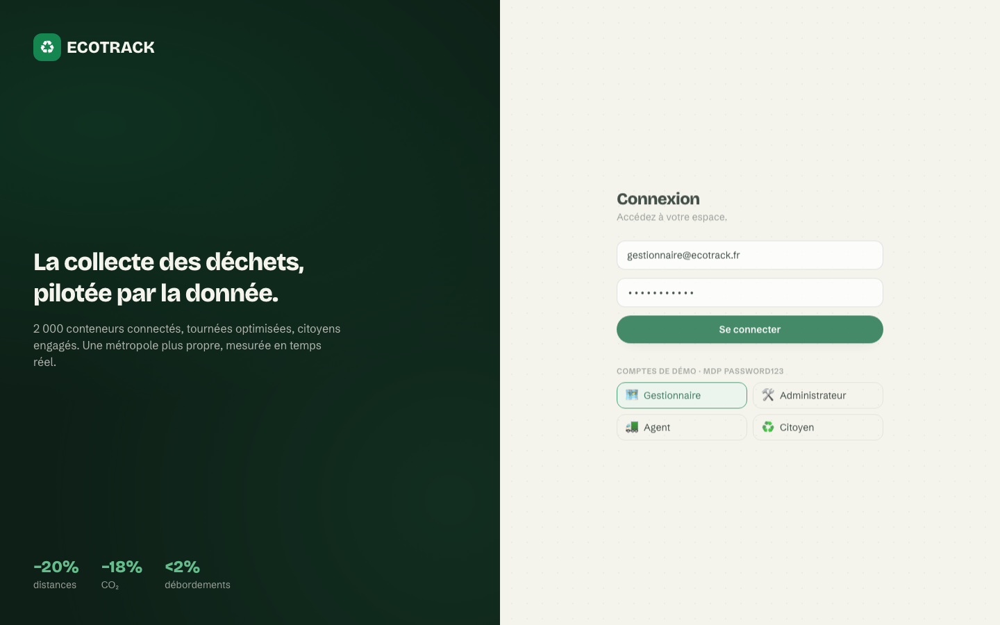 ECOTRACK
La collecte des déchets,
pilotée par la donnée.
2 000 conteneurs connectés, tournées optimisées, citoyens
engagés. Une métropole plus propre, mesurée en temps
réel.
−20%
distances
−18%
CO₂
<2%
débordements
Connexion
Accédez à votre espace.
gestionnaire@ecotrack.fr
•••••••••••
Se connecter
COMPTES DE DÉMO · MDP PASSWORD123
Gestionnaire
Administrateur
Agent
Citoyen